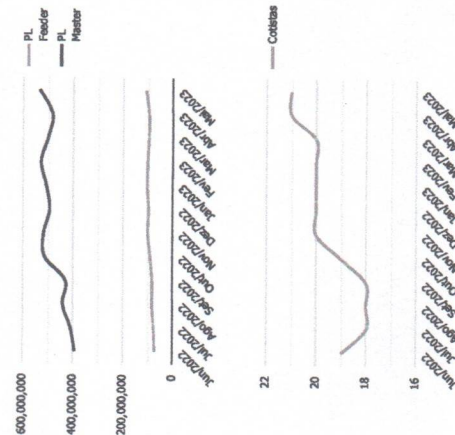 PL
Feeder
PL
Master
600,000,000
400,000,000
200,000,000
0
Jun/2022
Jul/2022
Ago/2022
Set/2022
Out/2022
Nov/2022
Dez/2022
Jan/2023
Fev/2023
Mar/2023
Abr/2023
Mai/2023
Cotistas
22
20
18
16
Jun/2022
Jul/2022
Ago/2022
Set/2022
Out/2022
Nov/2022
Dez/2022
Jan/2023
Fev/2023
Mar/2023
Abr/2023
Mai/2023